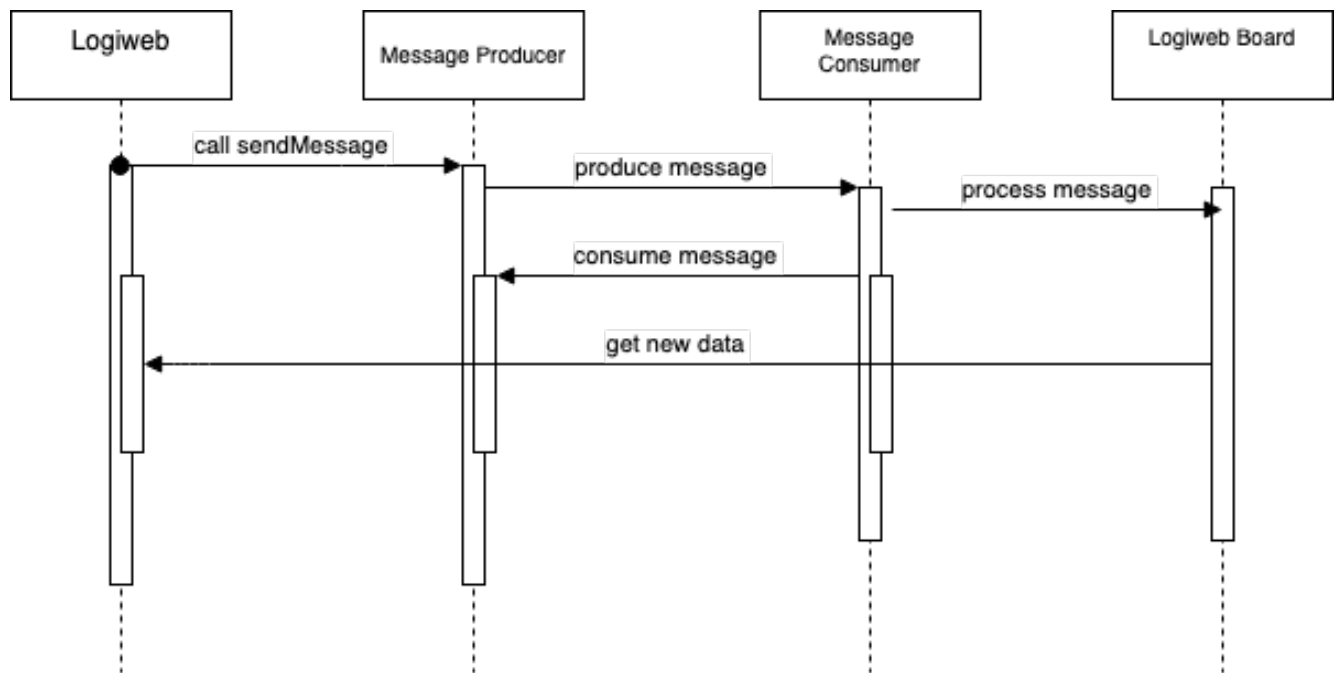 Logiweb
Message Producer
Message
Consumer
Logiweb Board
call sendMessage
produce message
process message
consume message
get new data